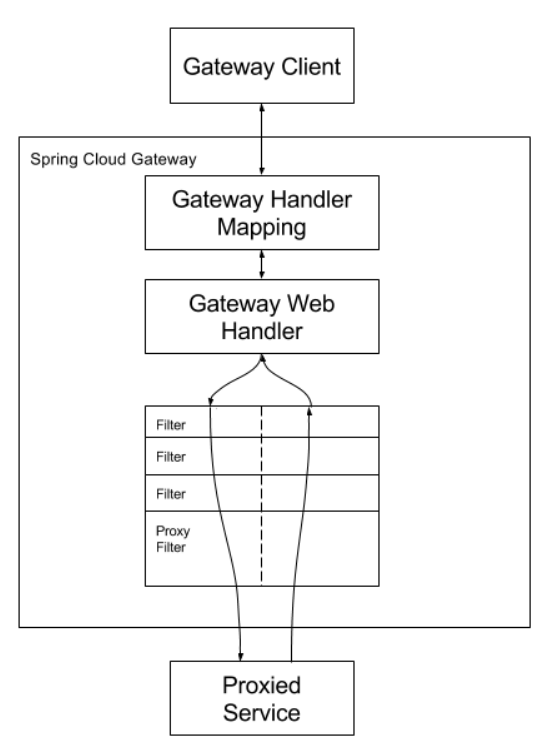 Gateway Client
Spring Cloud Gateway
Gateway Handler
Mapping
Gateway Web
Handler
Filter
Filter
Filter
Proxy
Filter
Proxied
Service